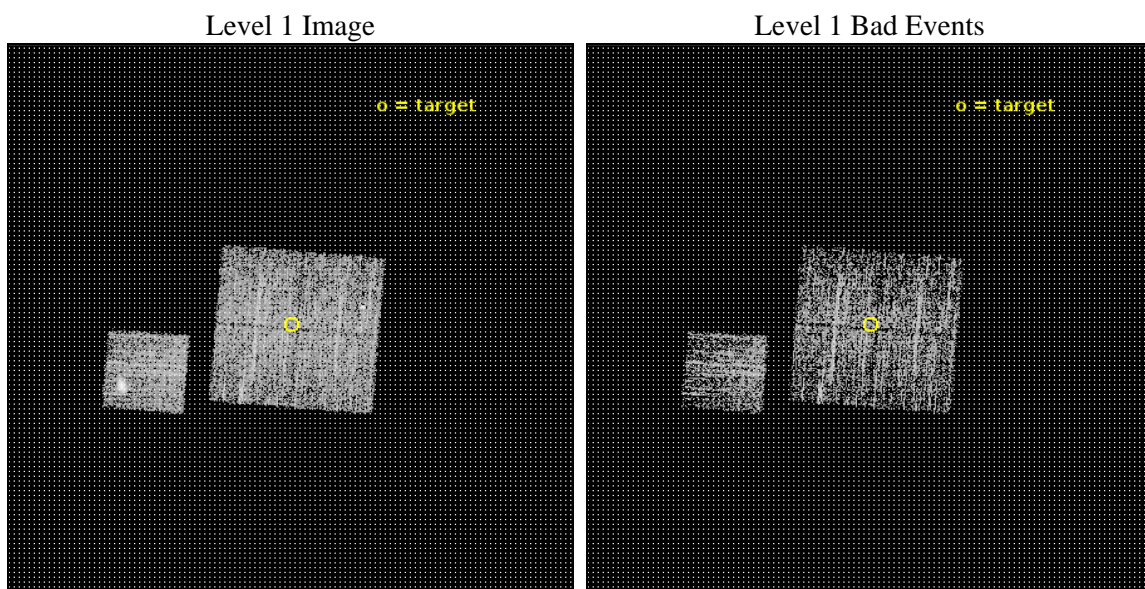 Level 1 Image
Level 1 Bad Events
o = target
o = target